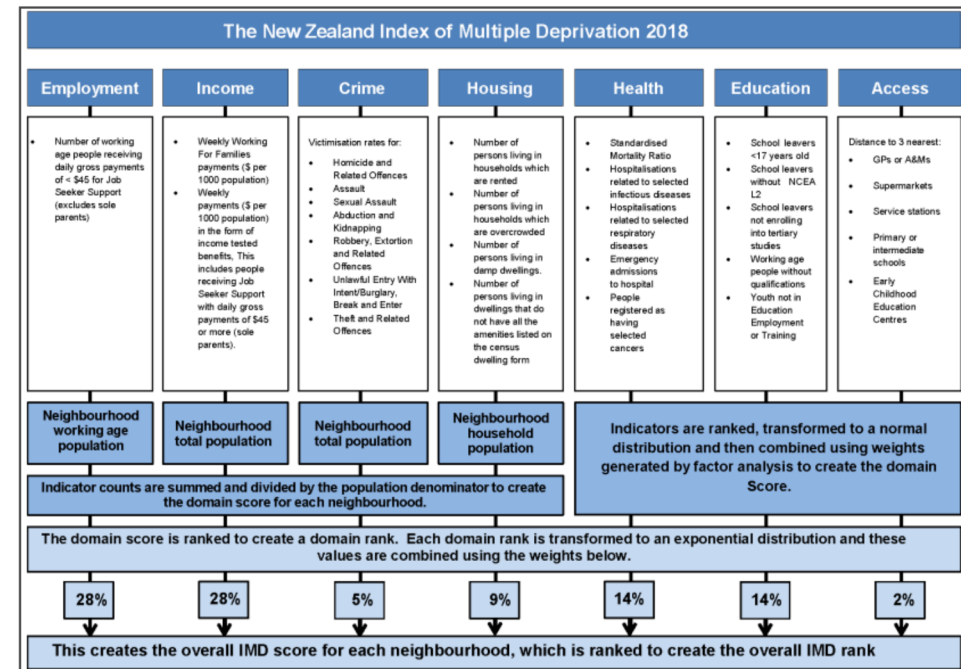 The New Zealand Index of Multiple Deprivation 2018
Employment
Income
Crime
Housing
Health
Education
Access
• Number of working
age people receiving
daily gross payments
of < $45 for Job
Seeker Support
(excludes sole
parents)
• Weekly Working
For Families
payments ($ per
1000 population)
• Weekly
payments ($ per
1000 population)
in the form of
income tested
benefits, This
includes people
receiving Job
Seeker Support
with daily gross
payments of $45
or more (sole
parents).
Victimisation rates for:
• Homicide and
Related Offences
• Assault
• Sexual Assault
• Abduction and
Kidnapping
• Robbery, Extortion
and Related
Offences
• Unlawful Entry With
Intent/Burglary,
Break and Enter
• Theft and Related
Offences
• Number of
persons living in
households which
are rented
• Number of
persons living in
households which
are overcrowded
• Number of
persons living in
damp dwellings.
• Number of
persons living in
dwellings that do
not have all the
amenities listed on
the census
dwelling form
• Standardised
Mortality Ratio
• Hospitalisations
related to selected
infectious diseases
• Hospitalisations
related to selected
respiratory
diseases
• Emergency
admissions
to hospital
• People
registered as
having
selected
cancers
• School leavers
<17 years old
• School leavers
without NCEA
L2
• School leavers
not enrolling
into tertiary
studies
• Working age
people without
qualifications
• Youth not in
Education
Employment
or Training
Distance to 3 nearest:
• GPs or A&Ms
• Supermarkets
• Service stations
• Primary or
intermediate
schools
• Early
Childhood
Education
Centres
Neighbourhood
working age
population
Neighbourhood
total population
Neighbourhood
total population
Neighbourhood
household
population
Indicator counts are summed and divided by the population denominator to create
the domain score for each neighbourhood.
Indicators are ranked, transformed to a normal
distribution and then combined using weights
generated by factor analysis to create the domain
Score.
The domain score is ranked to create a domain rank. Each domain rank is transformed to an exponential distribution and these
values are combined using the weights below.
28%
28%
5%
9%
14%
14%
2%
This creates the overall IMD score for each neighbourhood, which is ranked to create the overall IMD rank